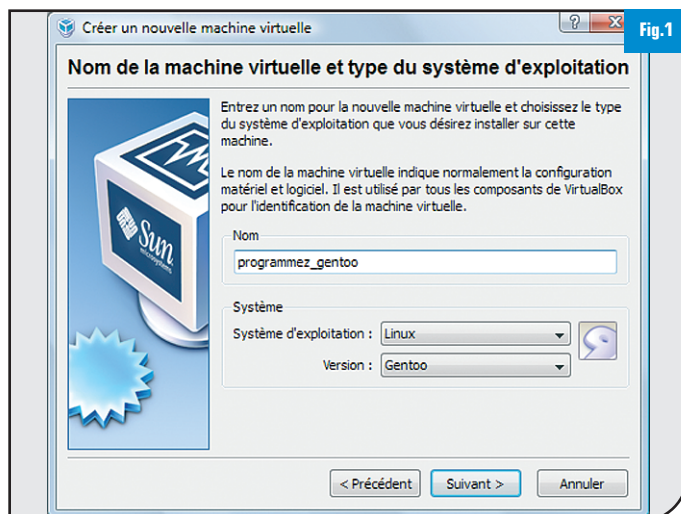 Créer un nouvelle machine virtuelle
Fig.1
Nom de la machine virtuelle et type du système d'exploitation
Entrez un nom pour la nouvelle machine virtuelle et choisissez le type
du système d'exploitation que vous désirez installer sur cette
machine.
Le nom de la machine virtuelle indique normalement la configuration
matériel et logiciel. Il est utilisé par tous les composants de VirtualBox
pour l'identification de la machine virtuelle.
Sun
microsystems
Nom
programmez_gentoo
Système
Système d'exploitation : Linux
Version : Gentoo
< Précédent Suivant > Annuler